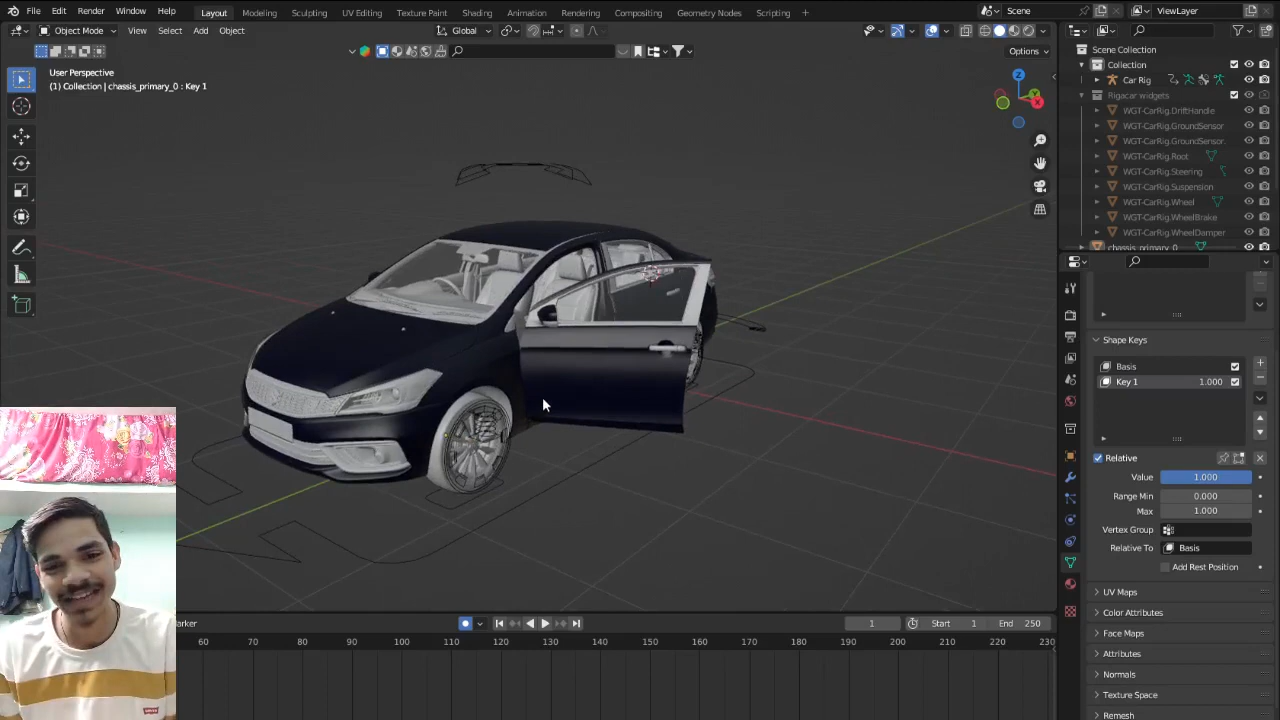 File Edit Render Window Help Layout Modeling Sculpting UV Editing Texture Paint Shading Animation Rendering Compositing Geometry Nodes Scripting + Scene ViewLayer
Object Mode View Select Add Object Global
Options
User Perspective
(1) Collection | chassis_primary_0 : Key 1
Z
Y
X
Scene Collection
Collection
Car Rig
Rigacar widgets
WGT-CarRig.DriftHandle
WGT-CarRig.GroundSensor
WGT-CarRig.GroundSensor.
WGT-CarRig.Root
WGT-CarRig.Steering
WGT-CarRig.Suspension
WGT-CarRig.Wheel
WGT-CarRig.WheelBrake
WGT-CarRig.WheelDamper
chassis_primary_0
Shape Keys
Basis
Key 1 1.000
Relative
Value 1.000
Range Min 0.000
Max 1.000
Vertex Group
Relative To Basis
Add Rest Position
UV Maps
Color Attributes
Face Maps
Attributes
Normals
Texture Space
Remesh
arker 1 Start 1 End 250
60 70 80 90 100 110 120 130 140 150 160 170 180 190 200 210 220 230